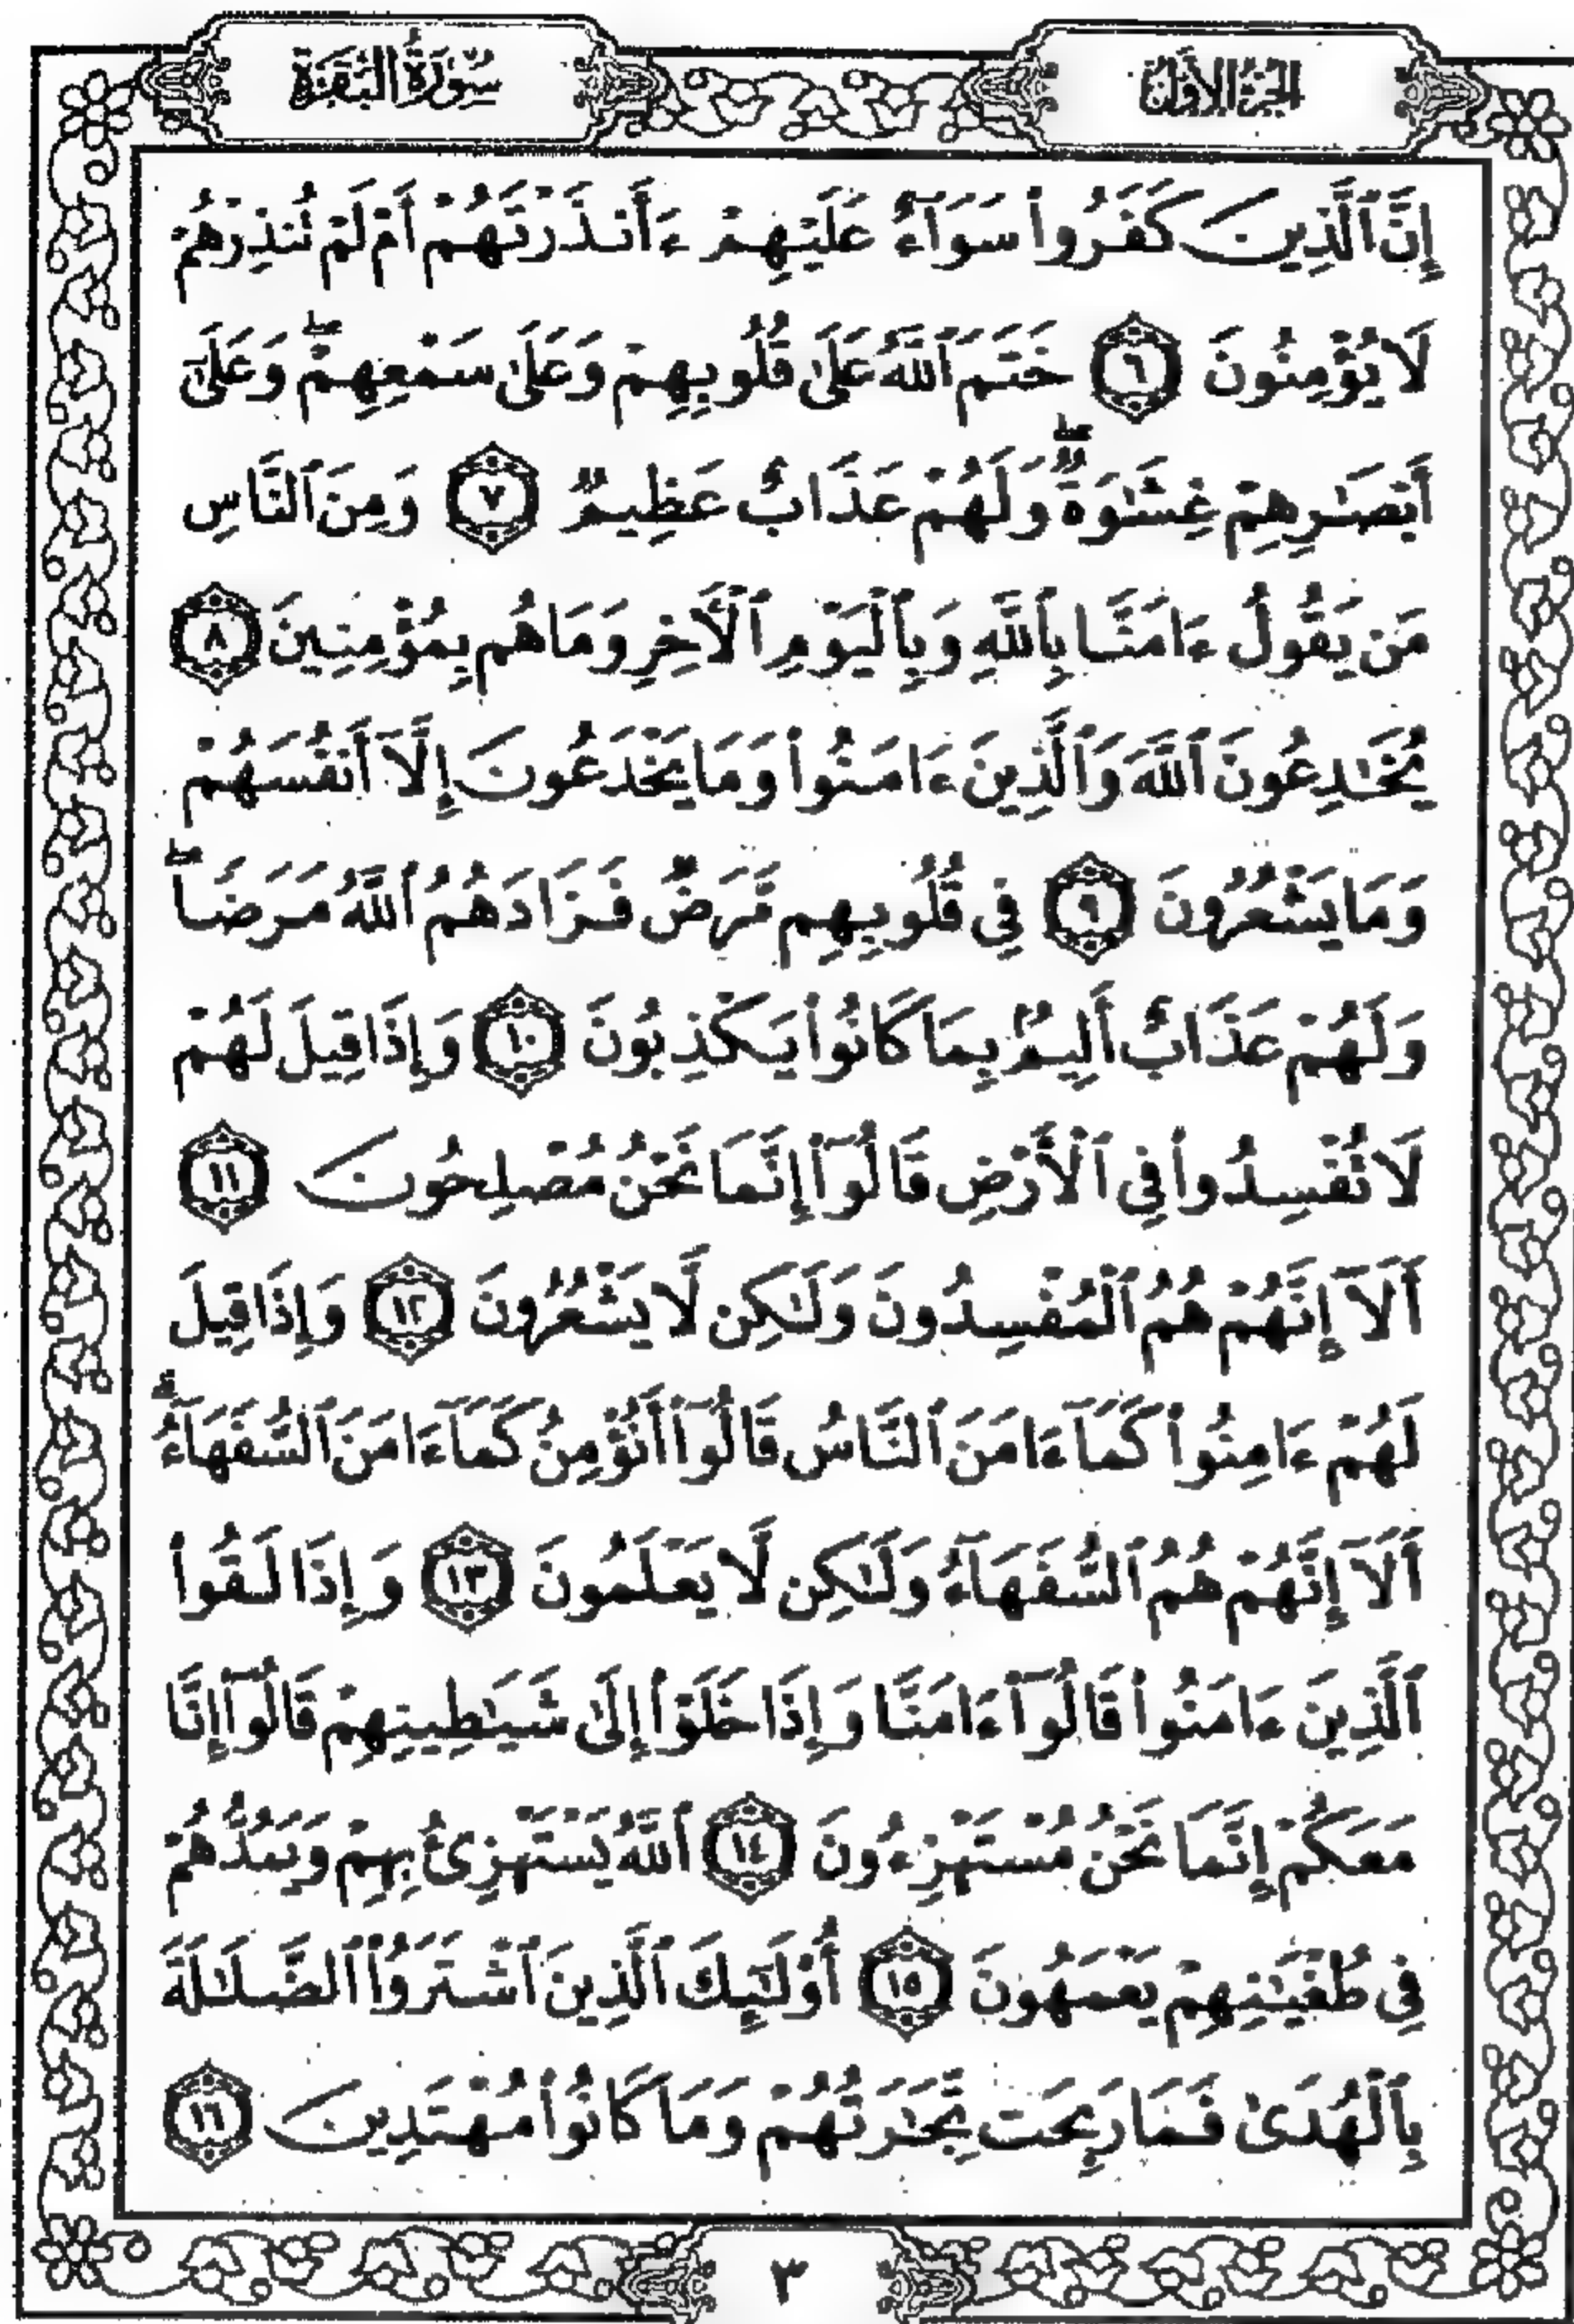 الجزء الأول
سورة البقرة
إِنَّ ٱلَّذِينَ كَفَرُوا۟ سَوَآءٌ عَلَيْهِمْ ءَأَنذَرْتَهُمْ أَمْ لَمْ تُنذِرْهُمْ
لَا يُؤْمِنُونَ ٦ خَتَمَ ٱللَّهُ عَلَىٰ قُلُوبِهِمْ وَعَلَىٰ سَمْعِهِمْ ۖ وَعَلَىٰٓ
أَبْصَٰرِهِمْ غِشَٰوَةٌ ۖ وَلَهُمْ عَذَابٌ عَظِيمٌ ٧ وَمِنَ ٱلنَّاسِ
مَن يَقُولُ ءَامَنَّا بِٱللَّهِ وَبِٱلْيَوْمِ ٱلْءَاخِرِ وَمَا هُم بِمُؤْمِنِينَ ٨
يُخَٰدِعُونَ ٱللَّهَ وَٱلَّذِينَ ءَامَنُوا۟ وَمَا يَخْدَعُونَ إِلَّآ أَنفُسَهُمْ
وَمَا يَشْعُرُونَ ٩ فِى قُلُوبِهِم مَّرَضٌ فَزَادَهُمُ ٱللَّهُ مَرَضًا ۖ
وَلَهُمْ عَذَابٌ أَلِيمٌۢ بِمَا كَانُوا۟ يَكْذِبُونَ ١٠ وَإِذَا قِيلَ لَهُمْ
لَا تُفْسِدُوا۟ فِى ٱلْأَرْضِ قَالُوٓا۟ إِنَّمَا نَحْنُ مُصْلِحُونَ ١١
أَلَآ إِنَّهُمْ هُمُ ٱلْمُفْسِدُونَ وَلَٰكِن لَّا يَشْعُرُونَ ١٢ وَإِذَا قِيلَ
لَهُمْ ءَامِنُوا۟ كَمَآ ءَامَنَ ٱلنَّاسُ قَالُوٓا۟ أَنُؤْمِنُ كَمَآ ءَامَنَ ٱلسُّفَهَآءُ ۗ
أَلَآ إِنَّهُمْ هُمُ ٱلسُّفَهَآءُ وَلَٰكِن لَّا يَعْلَمُونَ ١٣ وَإِذَا لَقُوا۟
ٱلَّذِينَ ءَامَنُوا۟ قَالُوٓا۟ ءَامَنَّا وَإِذَا خَلَوْا۟ إِلَىٰ شَيَٰطِينِهِمْ قَالُوٓا۟ إِنَّا
مَعَكُمْ إِنَّمَا نَحْنُ مُسْتَهْزِءُونَ ١٤ ٱللَّهُ يَسْتَهْزِئُ بِهِمْ وَيَمُدُّهُمْ
فِى طُغْيَٰنِهِمْ يَعْمَهُونَ ١٥ أُو۟لَٰٓئِكَ ٱلَّذِينَ ٱشْتَرَوُا۟ ٱلضَّلَٰلَةَ
بِٱلْهُدَىٰ فَمَا رَبِحَت تِّجَٰرَتُهُمْ وَمَا كَانُوا۟ مُهْتَدِينَ ١٦
٣